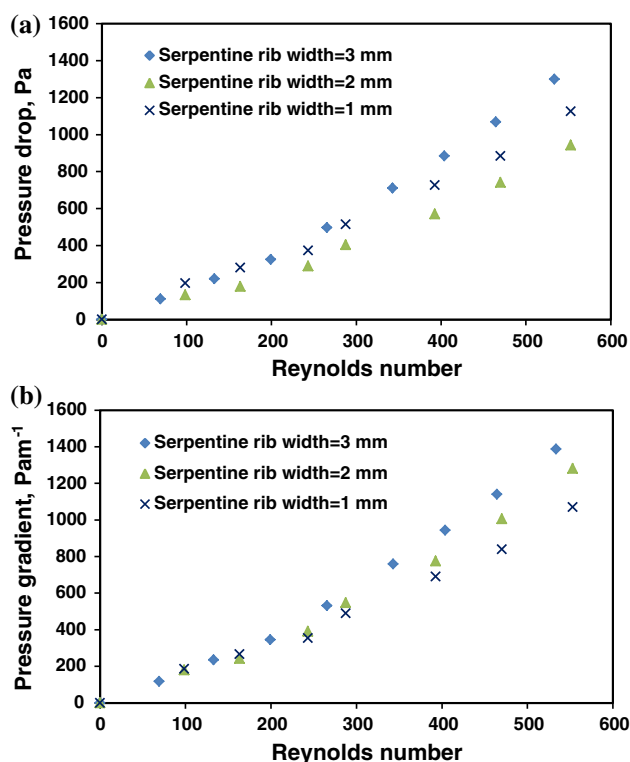 (a)
1600
1400
1200
1000
800
600
400
200
0
Pressure drop, Pa
Serpentine rib width=3 mm
Serpentine rib width=2 mm
Serpentine rib width=1 mm
0 100 200 300 400 500 600
Reynolds number
(b)
1600
1400
1200
1000
800
600
400
200
0
Pressure gradient, Pam⁻¹
Serpentine rib width=3 mm
Serpentine rib width=2 mm
Serpentine rib width=1 mm
0 100 200 300 400 500 600
Reynolds number